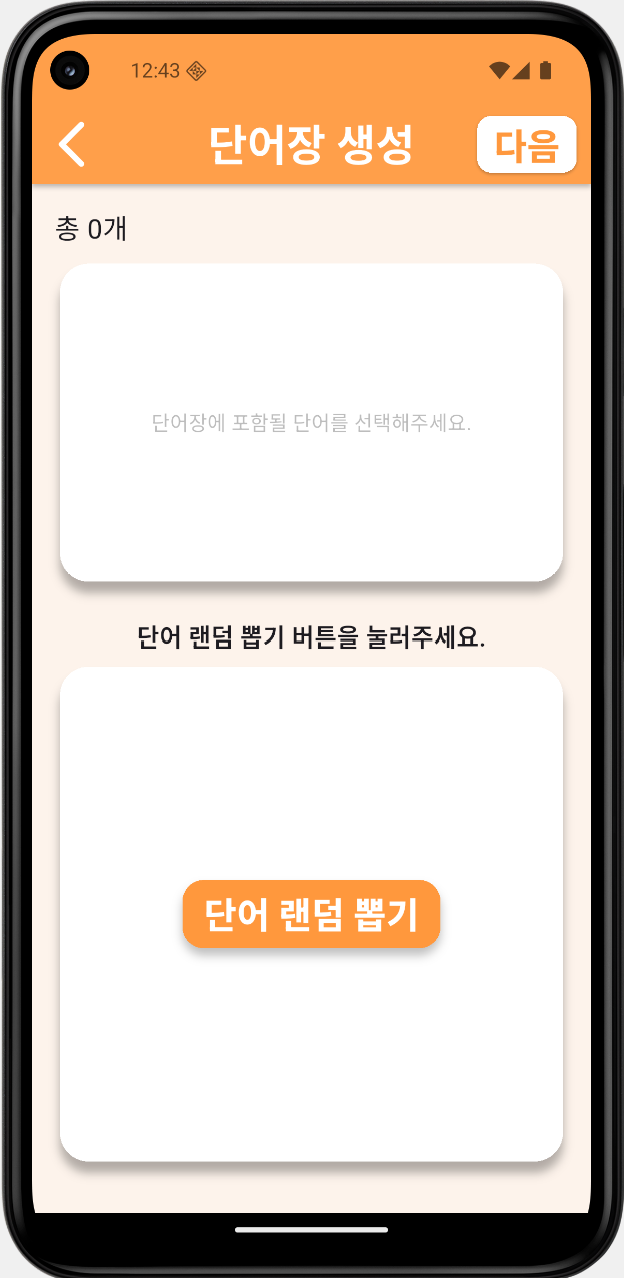 12:43
단어장 생성
다음
총 0개
단어장에 포함될 단어를 선택해주세요.
단어 랜덤 뽑기 버튼을 눌러주세요.
단어 랜덤 뽑기